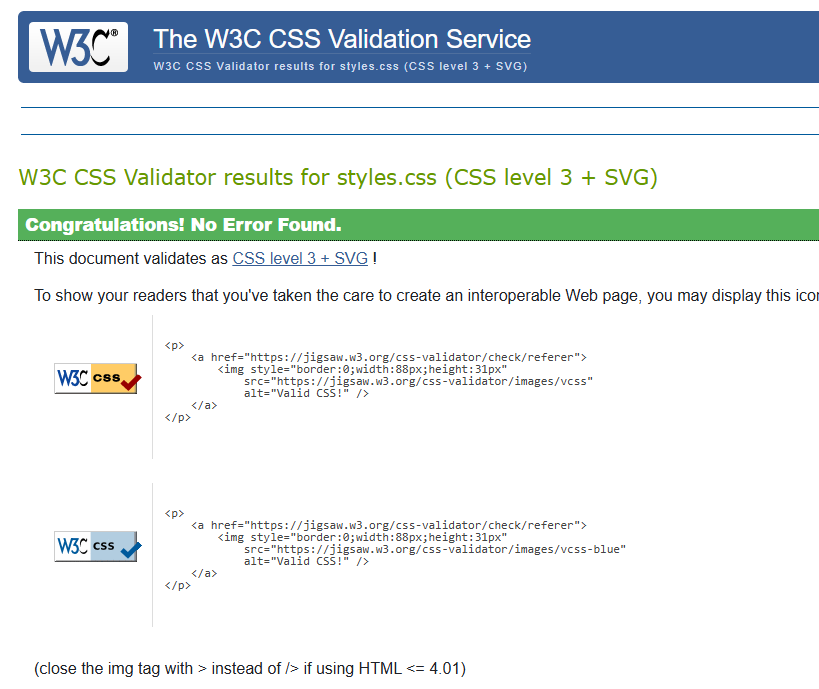 W3C®
The W3C CSS Validation Service
W3C CSS Validator results for styles.css (CSS level 3 + SVG)
W3C CSS Validator results for styles.css (CSS level 3 + SVG)
Congratulations! No Error Found.
This document validates as CSS level 3 + SVG !
To show your readers that you've taken the care to create an interoperable Web page, you may display this
W3C css
<p>
<a href="https://jigsaw.w3.org/css-validator/check/referer">
<img style="border:0;width:88px;height:31px"
src="https://jigsaw.w3.org/css-validator/images/vcss"
alt="Valid CSS!" />
</a>
</p>
W3C css
<p>
<a href="https://jigsaw.w3.org/css-validator/check/referer">
<img style="border:0;width:88px;height:31px"
src="https://jigsaw.w3.org/css-validator/images/vcss-blue"
alt="Valid CSS!" />
</a>
</p>
(close the img tag with > instead of /> if using HTML <= 4.01)